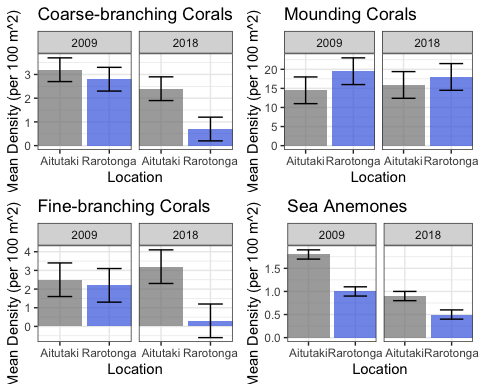 Coarse-branching Corals
Mean Density (per 100 m^2)
2009 2018
3
2
1
0
Aitutaki Rarotonga Aitutaki Rarotonga
Location
Mounding Corals
Mean Density (per 100 m^2)
2009 2018
20
15
10
5
0
Aitutaki Rarotonga Aitutaki Rarotonga
Location
Fine-branching Corals
Mean Density (per 100 m^2)
2009 2018
4
3
2
1
0
Aitutaki Rarotonga Aitutaki Rarotonga
Location
Sea Anemones
Mean Density (per 100 m^2)
2009 2018
1.5
1.0
0.5
0.0
Aitutaki Rarotonga Aitutaki Rarotonga
Location